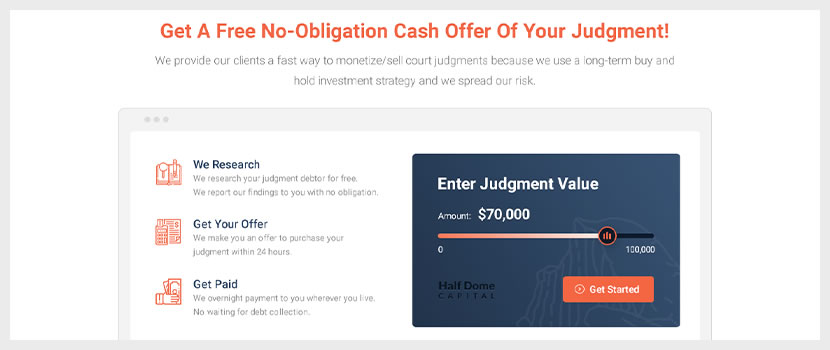 Get A Free No-Obligation Cash Offer Of Your Judgment!
We provide our clients a fast way to monetize/sell court judgments because we use a long-term buy and
hold investment strategy and we spread our risk.
We Research
We research your judgment debtor for free.
We report our findings to you with no obligation.
Get Your Offer
We make you an offer to purchase your
judgment within 24 hours.
Get Paid
We overnight payment to you wherever you live.
No waiting for debt collection.
Enter Judgment Value
Amount: $70,000
0 100,000
Half Dome
CAPITAL
Get Started